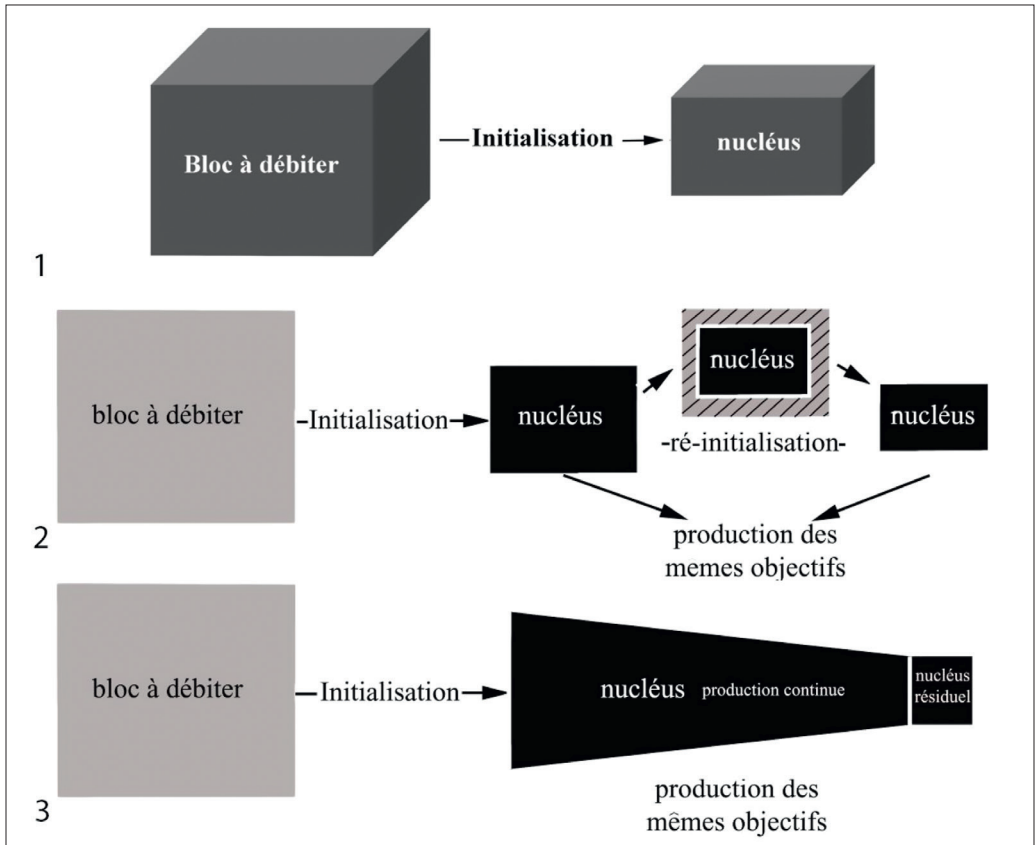 Bloc à débiter
Initialisation
nucléus
1
bloc à débiter
-Initialisation
nucléus
nucléus
-ré-initialisation-
nucléus
production des
memes objectifs
2
bloc à débiter
Initialisation
nucléus production continue
nucléus
résiduel
production des
mêmes objectifs
3